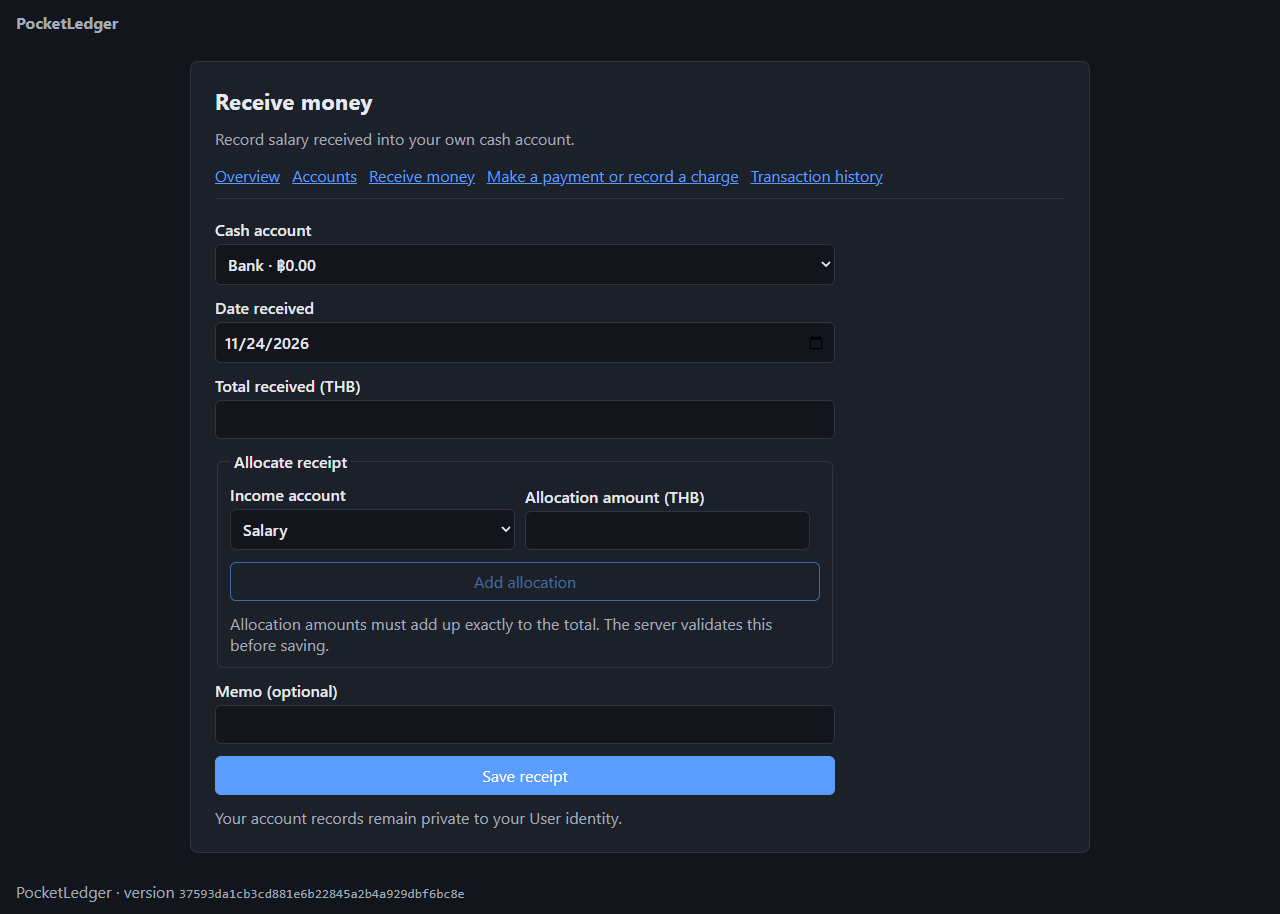 PocketLedger
Receive money
Record salary received into your own cash account.
Overview Accounts Receive money Make a payment or record a charge Transaction history
Cash account
Bank · ฿0.00
Date received
11/24/2026
Total received (THB)
Allocate receipt
Income account
Allocation amount (THB)
Salary
Add allocation
Allocation amounts must add up exactly to the total. The server validates this
before saving.
Memo (optional)
Save receipt
Your account records remain private to your User identity.
PocketLedger · version 37593da1cb3cd881e6b22845a2b4a929dbf6bc8e